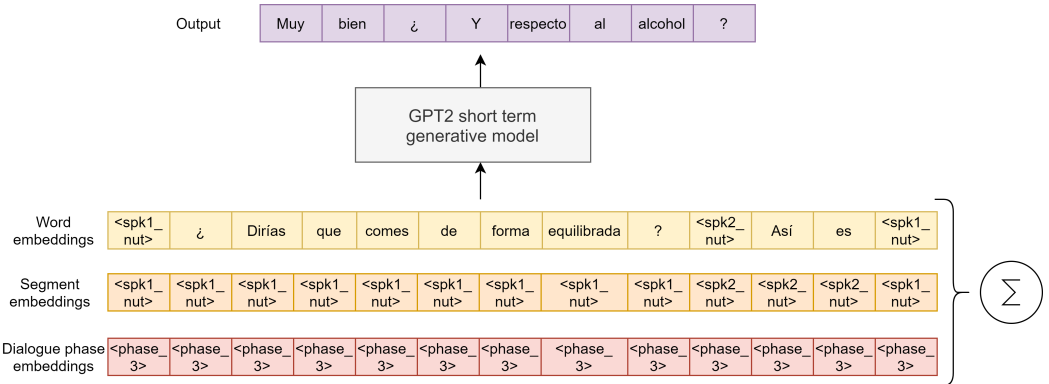 Output Muy bien ¿ Y respecto al alcohol ?
GPT2 short term
generative model
Word
embeddings
<spk1_
nut> ¿ Dirías que comes de forma equilibrada ? <spk2_
nut> Así es <spk1_
nut>
Segment
embeddings
<spk1_
nut> <spk1_
nut> <spk1_
nut> <spk1_
nut> <spk1_
nut> <spk1_
nut> <spk1_
nut> <spk1_
nut> <spk1_
nut> <spk2_
nut> <spk2_
nut> <spk2_
nut> <spk1_
nut>
Dialogue phase
embeddings
<phase_
3> <phase_
3> <phase_
3> <phase_
3> <phase_
3> <phase_
3> <phase_
3> <phase_
3> <phase_
3> <phase_
3> <phase_
3> <phase_
3> <phase_
3>
∑